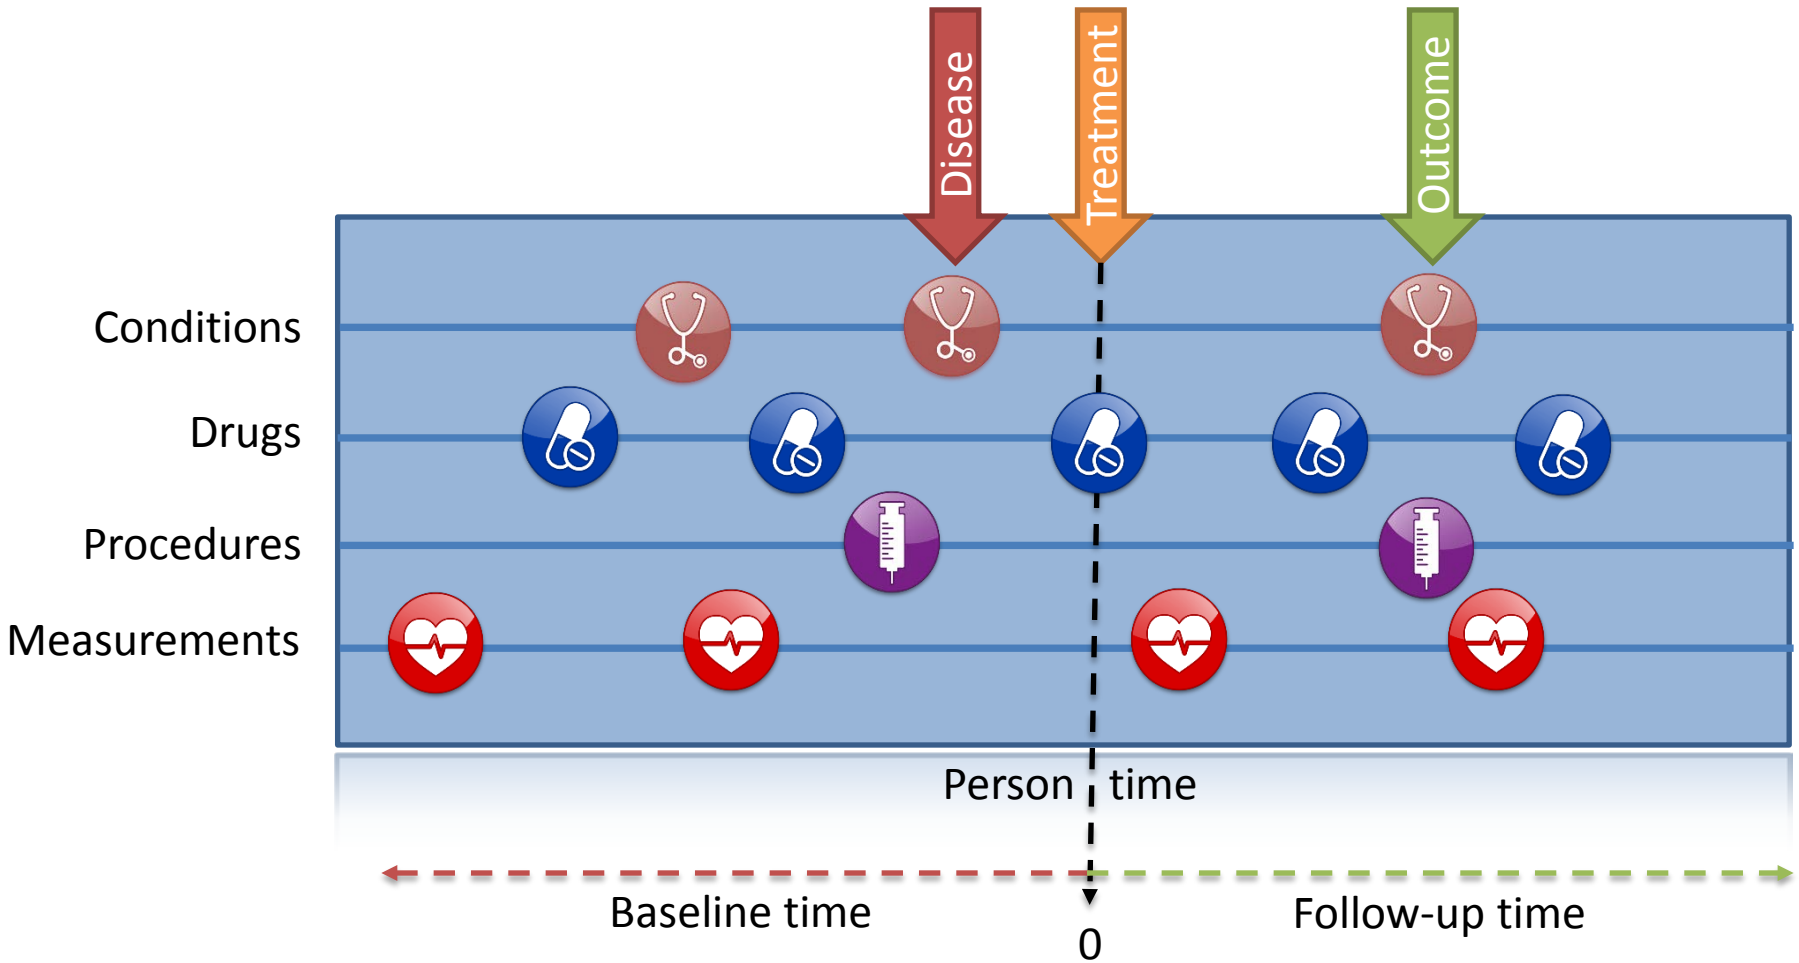 Disease
Treatment
Outcome
Conditions
Drugs
Procedures
Measurements
Person time
Baseline time
Follow-up time
0